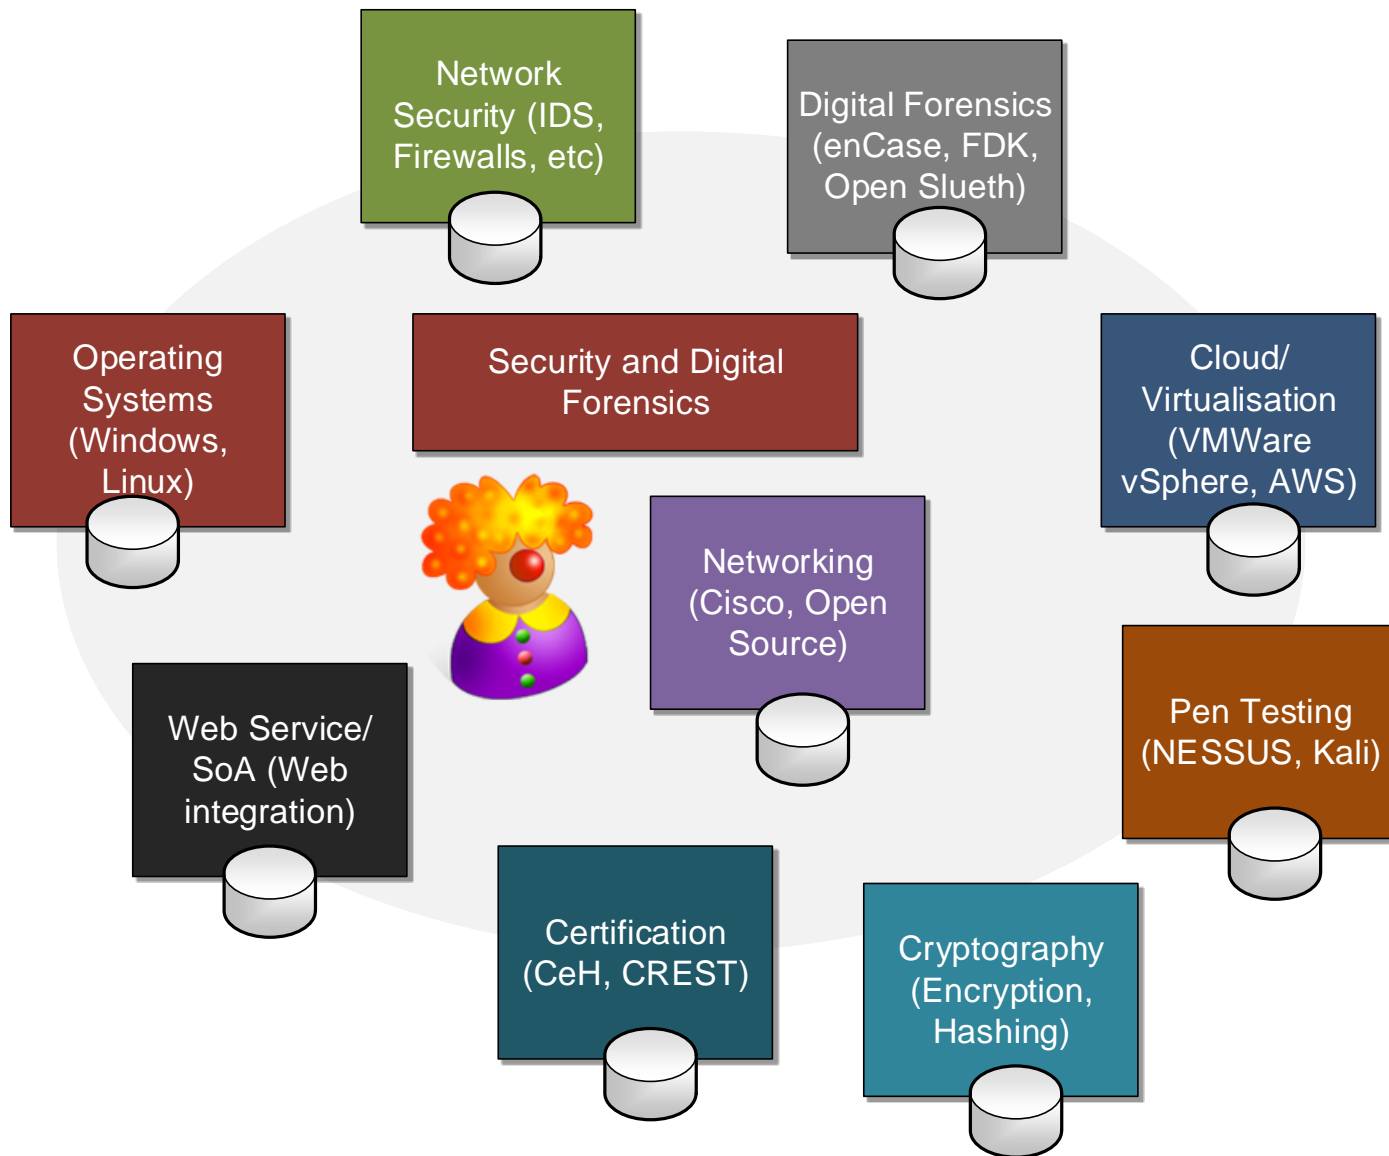 Network
Security (IDS,
Firewalls, etc)
Digital Forensics
(enCase, FDK,
Open Slueth)
Operating
Systems
(Windows,
Linux)
Security and Digital
Forensics
Cloud/
Virtualisation
(VMWare
vSphere, AWS)
Networking
(Cisco, Open
Source)
Web Service/
SoA (Web
integration)
Pen Testing
(NESSUS, Kali)
Certification
(CeH, CREST)
Cryptography
(Encryption,
Hashing)